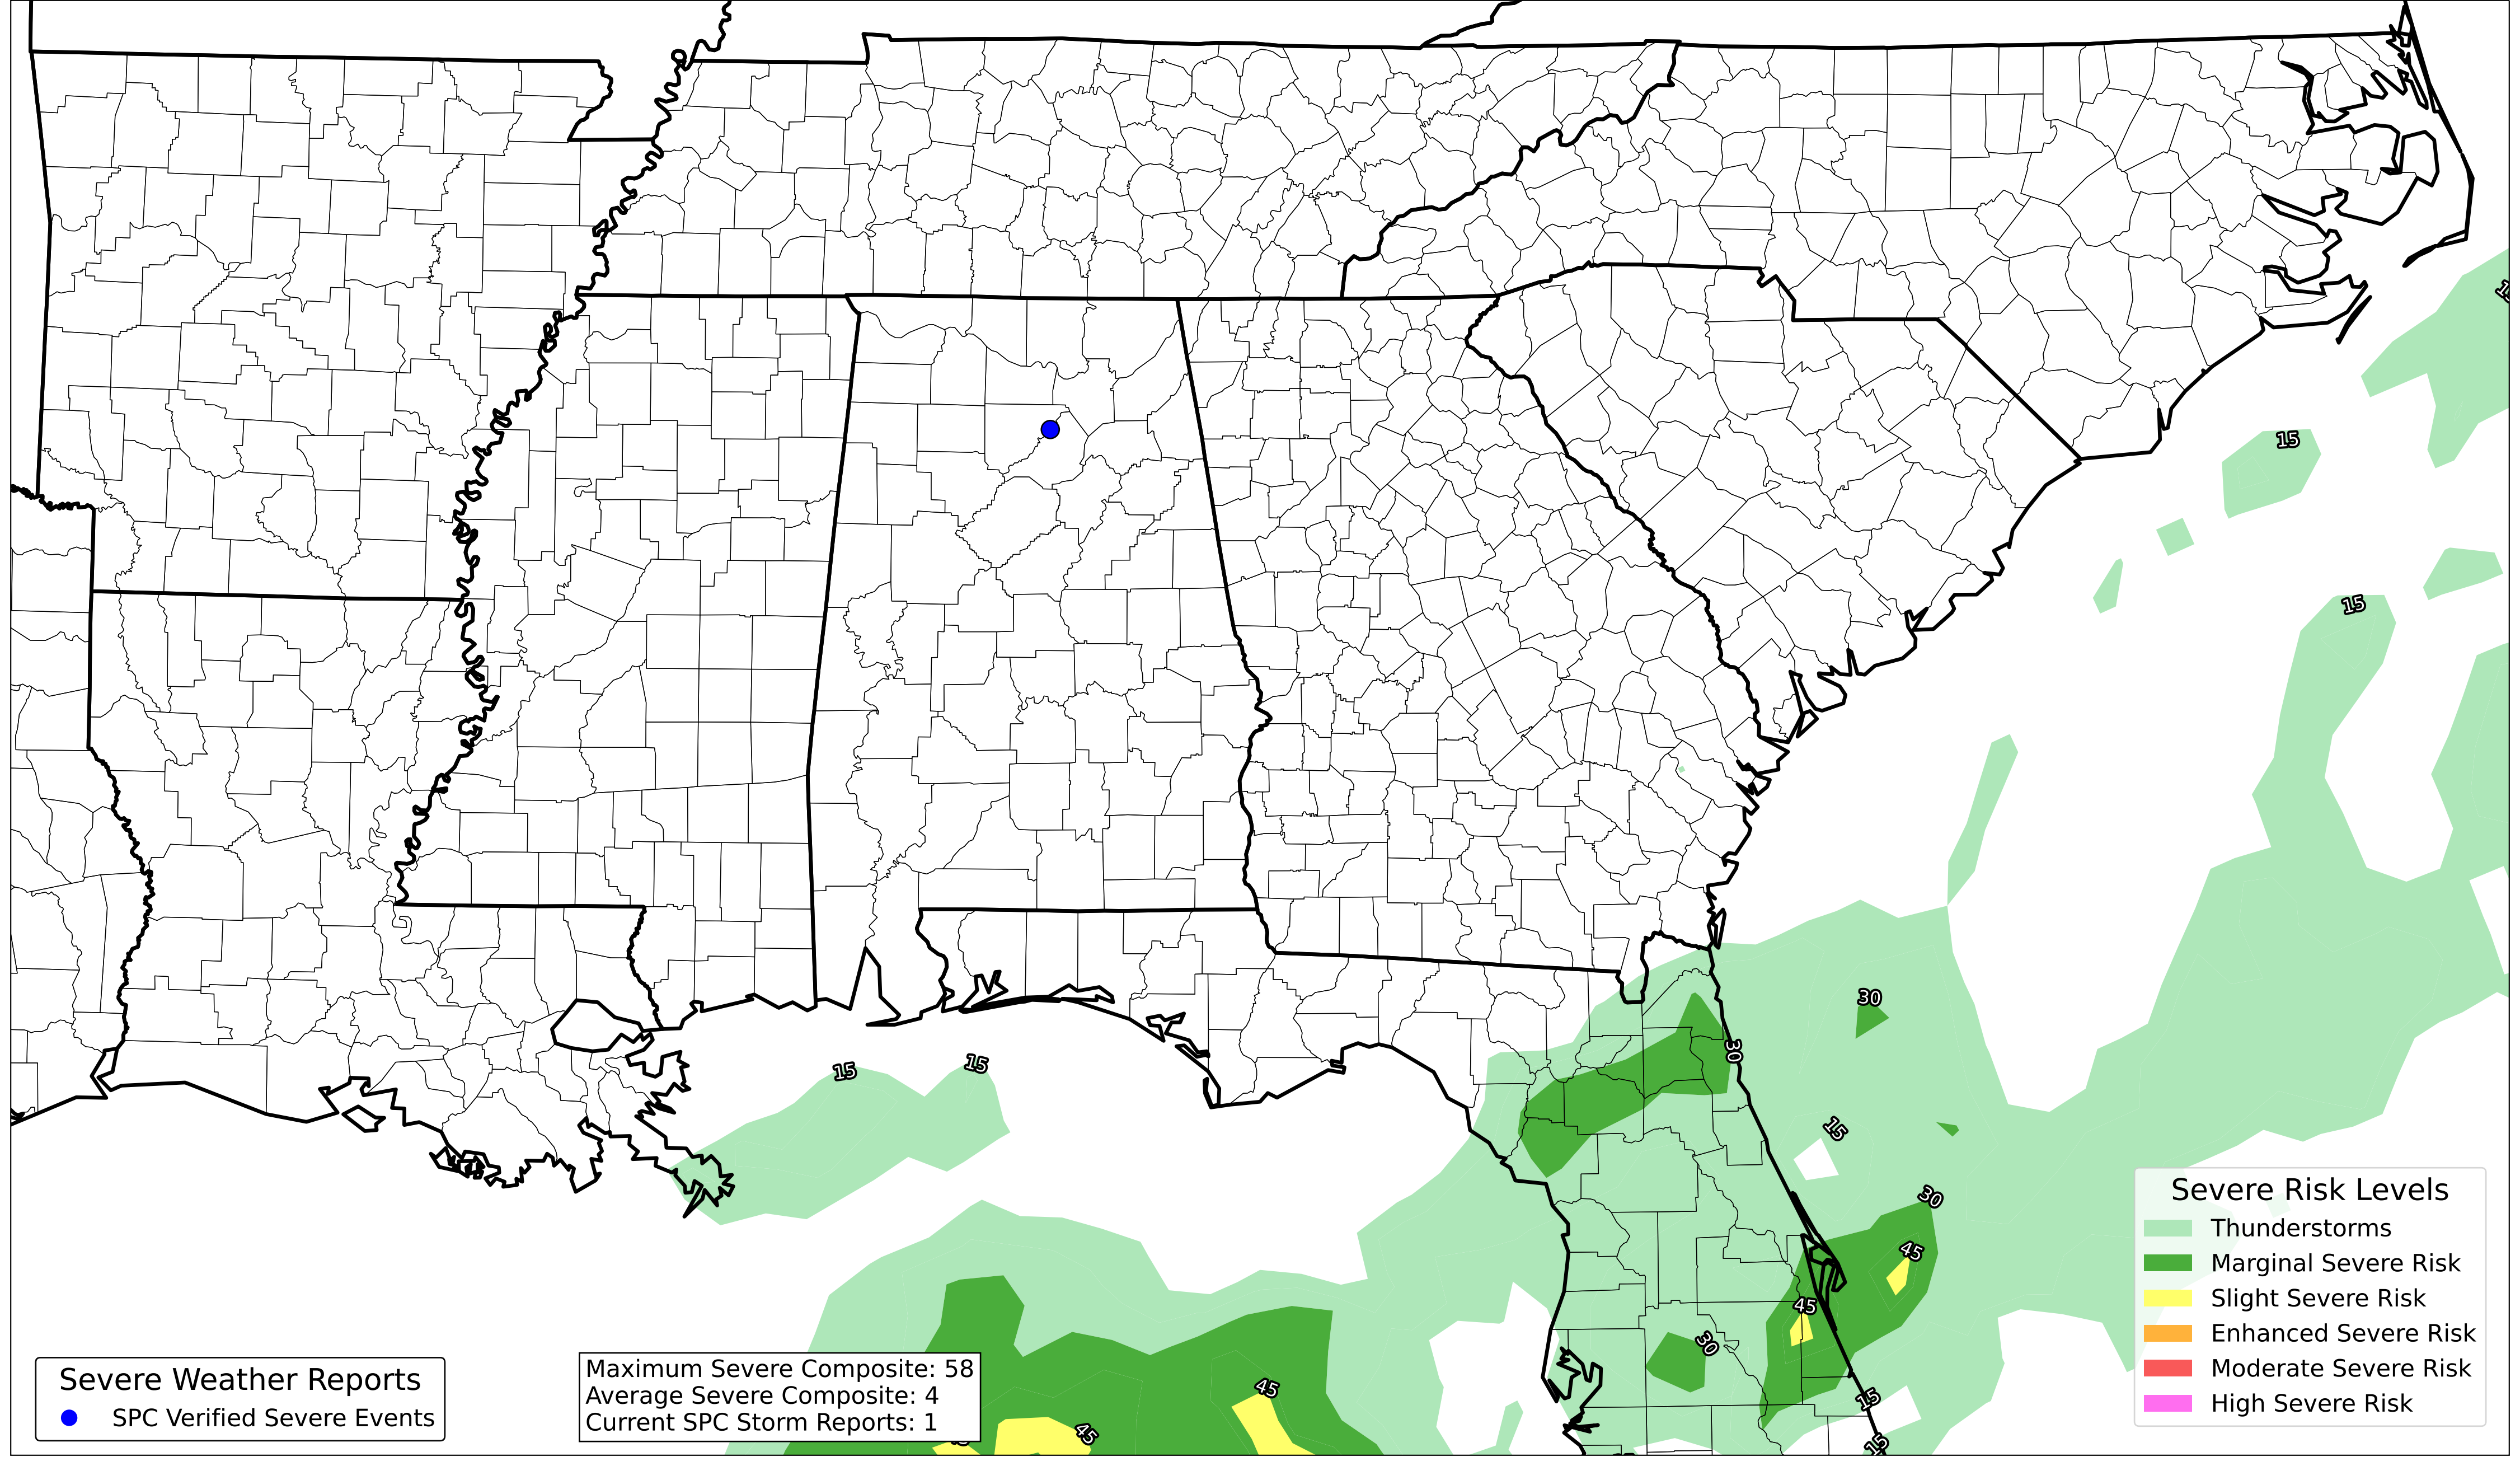 15
15
15
15
15
30
30
15
30
45
45
30
15
15
45
45
Severe Weather Reports
SPC Verified Severe Events
Maximum Severe Composite: 58
Average Severe Composite: 4
Current SPC Storm Reports: 1
Severe Risk Levels
Thunderstorms
Marginal Severe Risk
Slight Severe Risk
Enhanced Severe Risk
Moderate Severe Risk
High Severe Risk